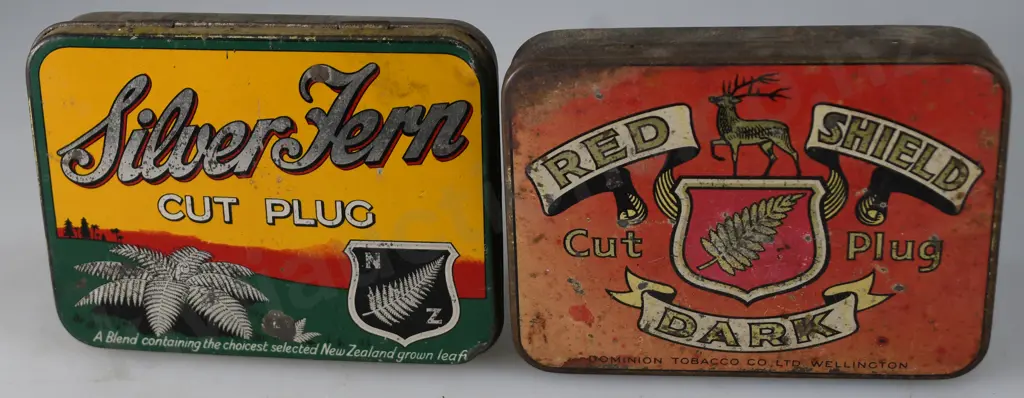 Silver Fern
CUT PLUG
N
Z
A Blend containing the choicest selected New Zealand grown leaf
RED SHIELD
Cut Plug
DARK
DOMINION TOBACCO CO. LTD. WELLINGTON